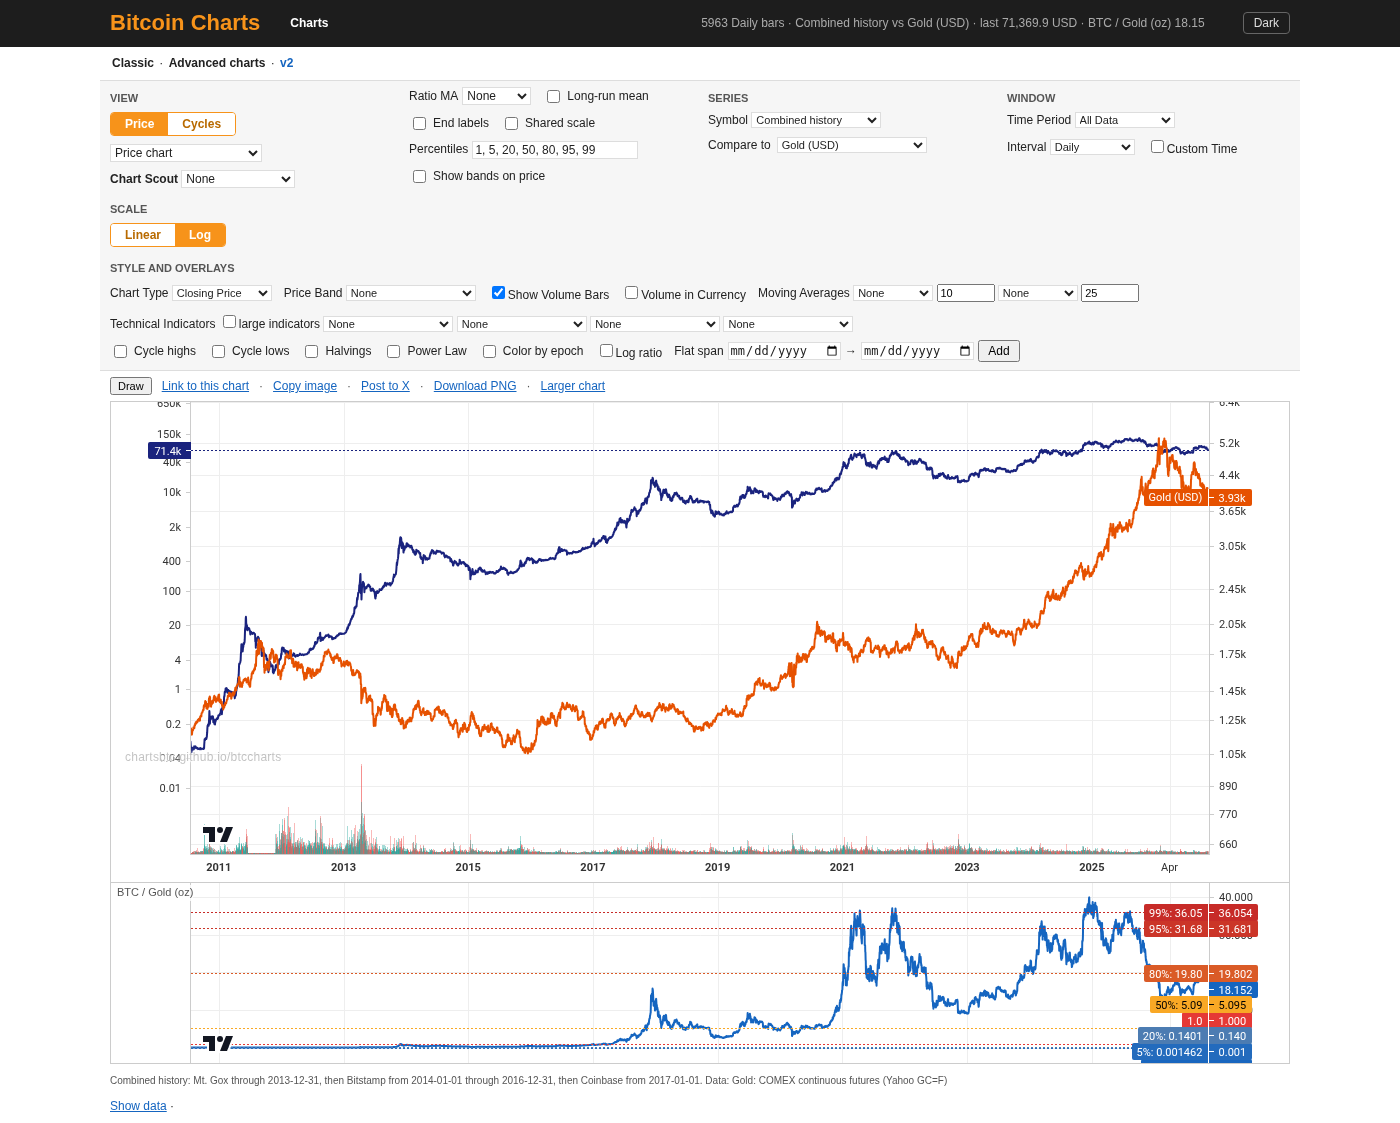 Bitcoin Charts
Charts
5963 Daily bars · Combined history vs Gold (USD) · last 71,369.9 USD · BTC / Gold (oz) 18.15
Dark
Classic · Advanced charts · v2
VIEW
Price Cycles
Price chart
Chart Scout None
Ratio MA None Long-run mean
End labels Shared scale
Percentiles 1, 5, 20, 50, 80, 95, 99
Show bands on price
SERIES
Symbol Combined history
Compare to Gold (USD)
WINDOW
Time Period All Data
Interval Daily Custom Time
SCALE
Linear Log
STYLE AND OVERLAYS
Chart Type Closing Price Price Band None Show Volume Bars Volume in Currency Moving Averages None 10 None 25
Technical Indicators large indicators None None None None
Cycle highs Cycle lows Halvings Power Law Color by epoch Log ratio Flat span mm/dd/yyyy → mm/dd/yyyy Add
Draw Link to this chart · Copy image · Post to X · Download PNG · Larger chart
650k
150k
71.4k
40k
10k
2k
400
100
20
4
1
0.2
0.04
0.01
6.4k
5.2k
4.4k
Gold (USD) 3.93k
3.65k
3.05k
2.45k
2.05k
1.75k
1.45k
1.25k
1.05k
890
770
660
2011 2013 2015 2017 2019 2021 2023 2025 Apr
BTC / Gold (oz)
40.000
99%: 36.05 36.054
95%: 31.68 31.681
80%: 19.80 19.802
18.152
50%: 5.09 5.095
1.0 1.000
20%: 0.1401 0.140
5%: 0.001462 0.001
Combined history: Mt. Gox through 2013-12-31, then Bitstamp from 2014-01-01 through 2016-12-31, then Coinbase from 2017-01-01. Data: Gold: COMEX continuous futures (Yahoo GC=F)
Show data ·